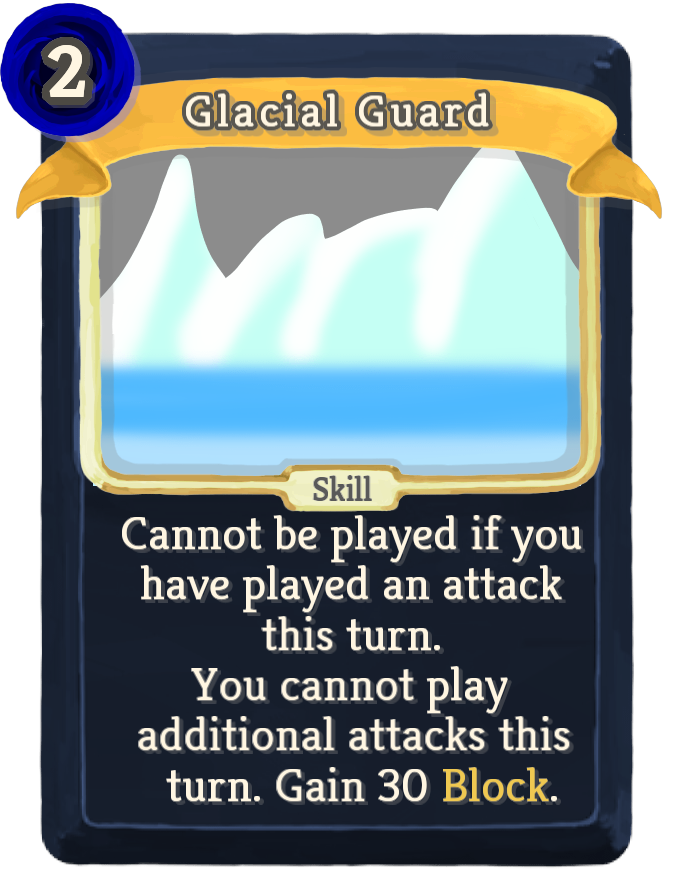 2
Glacial Guard
Skill
Cannot be played if you
have played an attack
this turn.
You cannot play
additional attacks this
turn. Gain 30 Block.